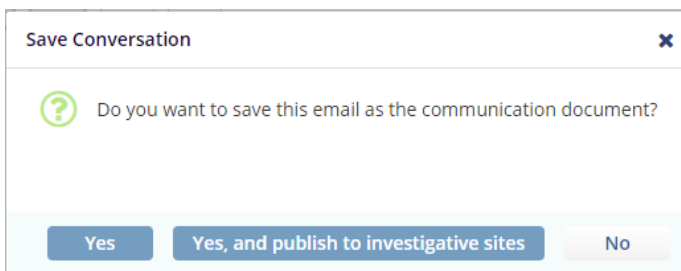 Save Conversation
Do you want to save this email as the communication document?
Yes
Yes, and publish to investigative sites
No